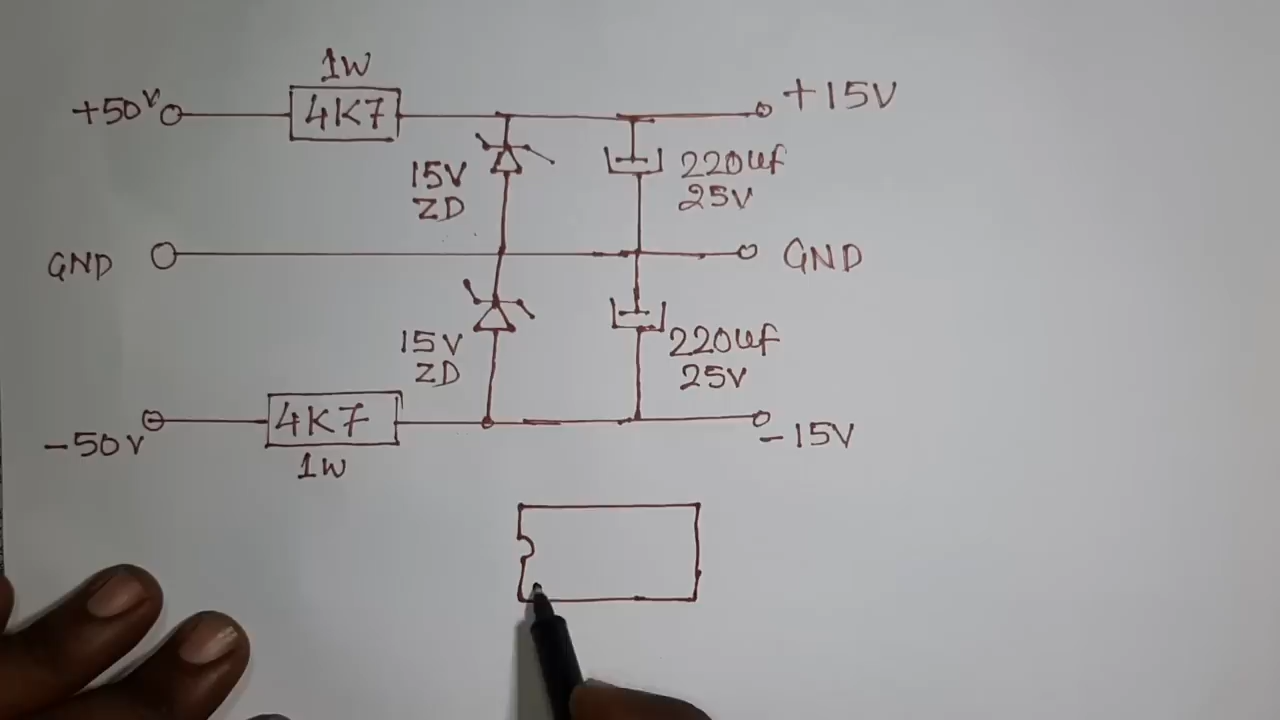 1W
+50V
4K7
+15V
15V
ZD
220uf
25V
GND
GND
15V
ZD
220uf
25V
-50V
4K7
-15V
1W